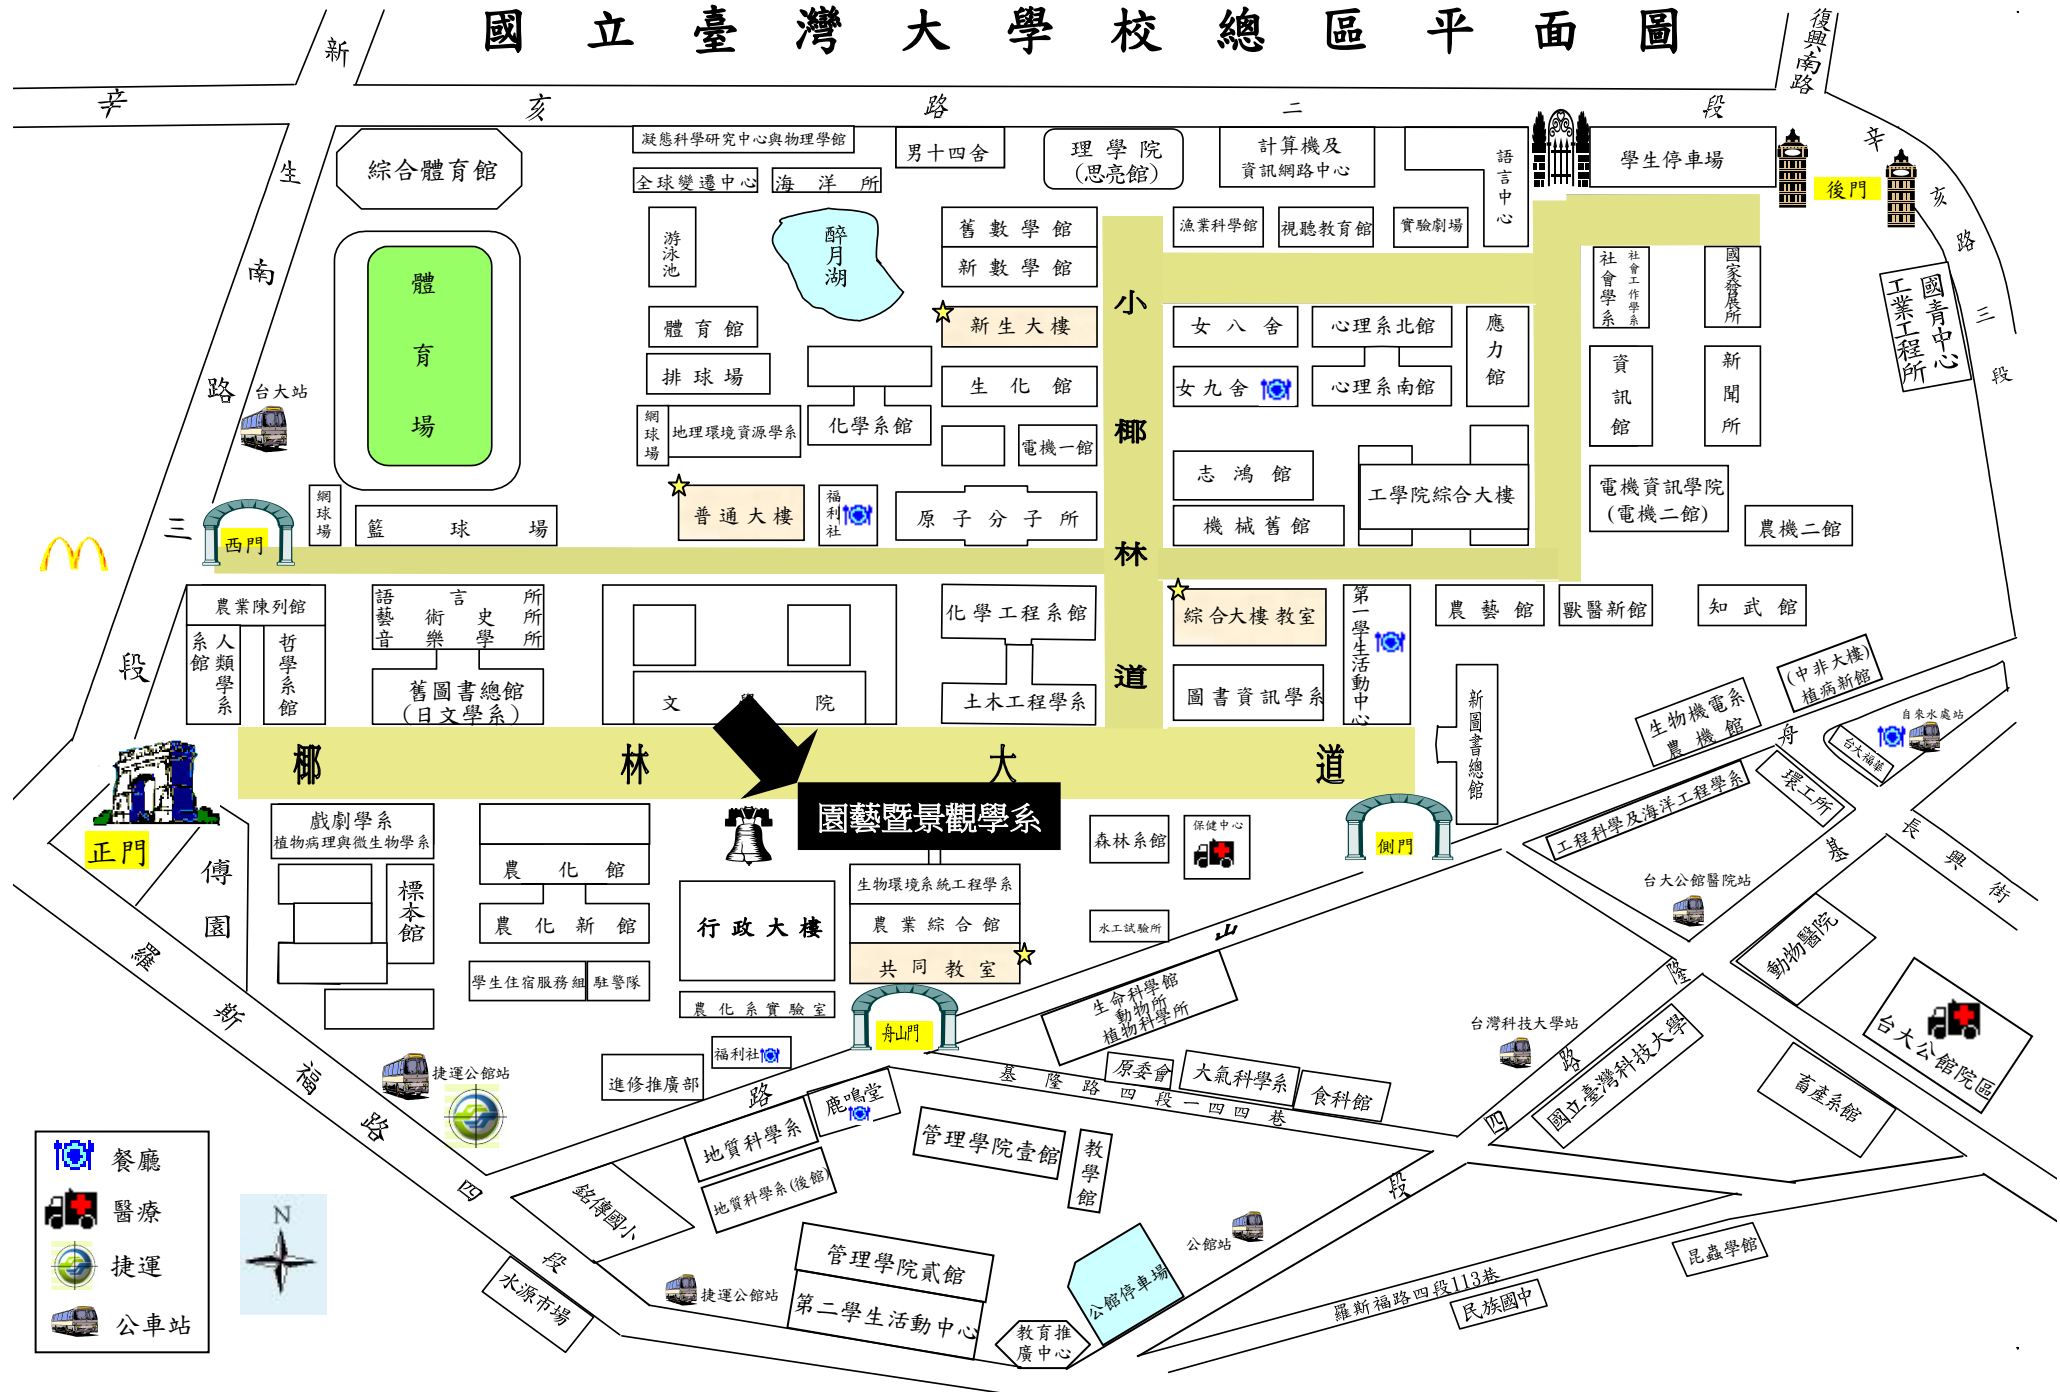 國立臺灣大學校總區平面圖
復興南路
新生南路三段
辛亥路二段
辛亥路三段
綜合體育館
凝態科學研究中心與物理學館
男十四舍
理學院
(思亮館)
計算機及
資訊網路中心
語言中心
學生停車場
後門
全球變遷中心
海洋所
體育場
游泳池
醉月湖
舊數學館
新數學館
漁業科學館
視聽教育館
實驗劇場
社會學系
社會工作學系
國家發展所
國青中心
工業工程所
小椰林道
體育館
新生大樓
女八舍
心理系北館
應力館
排球場
生化館
女九舍
心理系南館
資訊館
新聞所
台大站
網球場
地理環境資源學系
化學系館
電機一館
志鴻館
工學院綜合大樓
電機資訊學院
(電機二館)
農機二館
網球場
籃球場
普通大樓
福利社
原子分子所
機械舊館
西門
農業陳列館
人類學系
系館
哲學系館
語言所
藝術史所
音樂學所
舊圖書總館
(日文學系)
文學院
化學工程系館
土木工程學系
綜合大樓教室
圖書資訊學系
第一學生活動中心
農藝館
獸醫新館
知武館
新圖書總館
生物機電系
農機館
(中非大樓)
植病新館
自來水處站
台大福華
椰林大道
園藝暨景觀學系
正門
傅園
戲劇學系
植物病理與微生物學系
標本館
農化館
農化新館
學生住宿服務組
駐警隊
行政大樓
農化系實驗室
生物環境系統工程學系
農業綜合館
共同教室
森林系館
保健中心
水工試驗所
側門
舟山門
舟山路
工程科學及海洋工程學系
環工所
長興街
台大公館醫院站
動物醫院
台大公館院區
基隆路四段
台灣科技大學站
國立臺灣科技大學
畜產系館
生命科學館
動物所
植物科學所
福利社
進修推廣部
鹿鳴堂
地質科學系
地質科學系(後館)
基隆路四段一四四巷
原委會
大氣科學系
食科館
管理學院壹館
教學館
捷運公館站
羅斯福路四段
銘傳國小
水源市場
捷運公館站
管理學院貳館
第二學生活動中心
教育推
廣中心
公館停車場
公館站
羅斯福路四段113巷
民族國中
昆蟲學館
餐廳
醫療
捷運
公車站
N